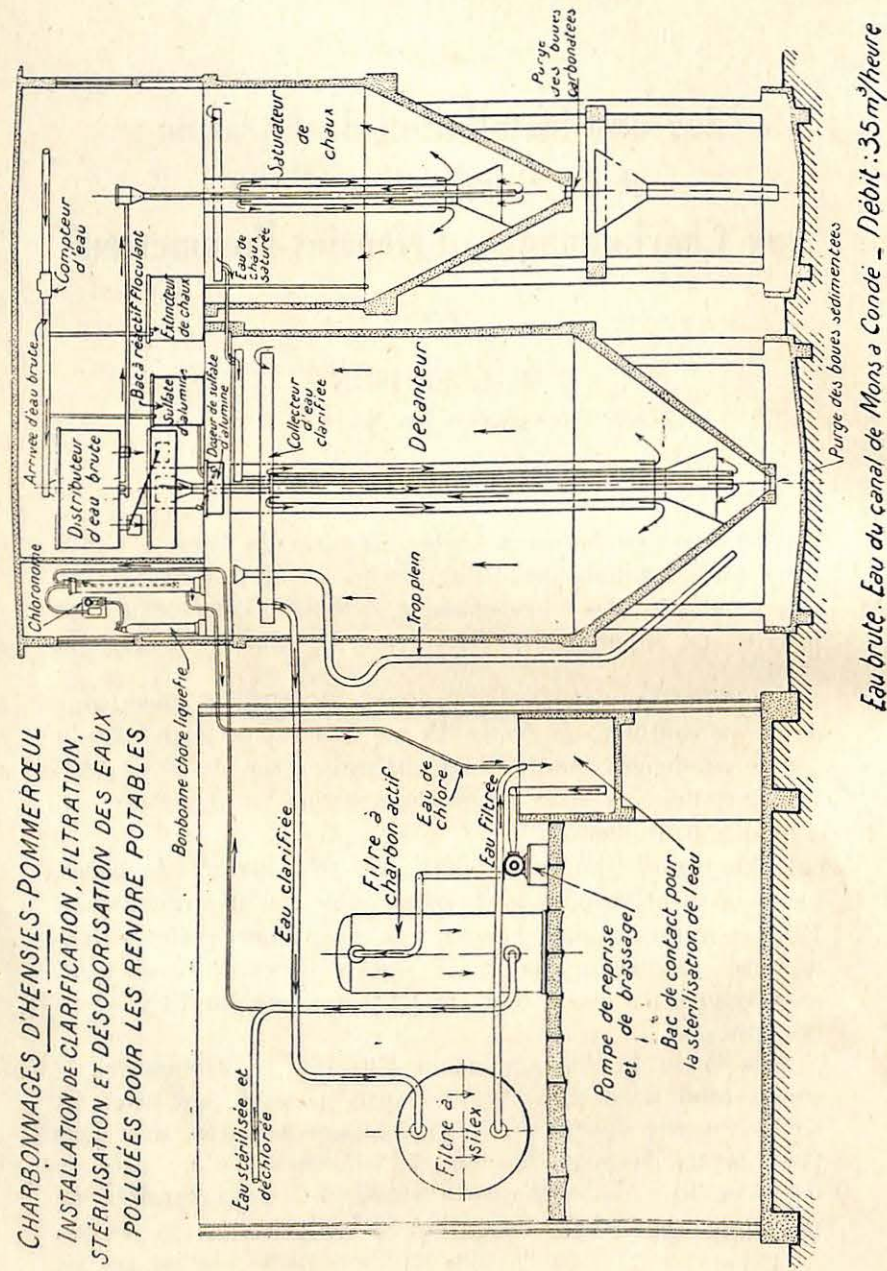 CHARBONNAGES D'HENSIES-POMMERŒUL
INSTALLATION DE CLARIFICATION, FILTRATION,
STÉRILISATION ET DÉSODORISATION DES EAUX
POLLUÉES POUR LES RENDRE POTABLES
Chloronome
Bonbonne chore liquefie
Arrivée d'eau brute
Compteur
d'eau
Distributeur
d'eau brute
Bac à réactif floculant
Sulfate
d'alumine
Extincteur
de chaux
Doseur de sulfate
d'alumine
Eau de
chaux
saturée
Saturateur
de
chaux
Collecteur
d'eau
clarifiée
Décanteur
Trop plein
Purge
des boues
carbonatées
Purge des boues sédimentées
Eau stérilisée et
déchlorée
Eau clarifiée
Filre à
charbon actif
Eau de
chlore
Eau filtrée
Filtre à
silex
Pompe de reprise
et de brassage
Bac de contact pour
la stérilisation de l'eau
Eau brute. Eau du canal de Mons a Condé _ Débit : 35 m³/heure